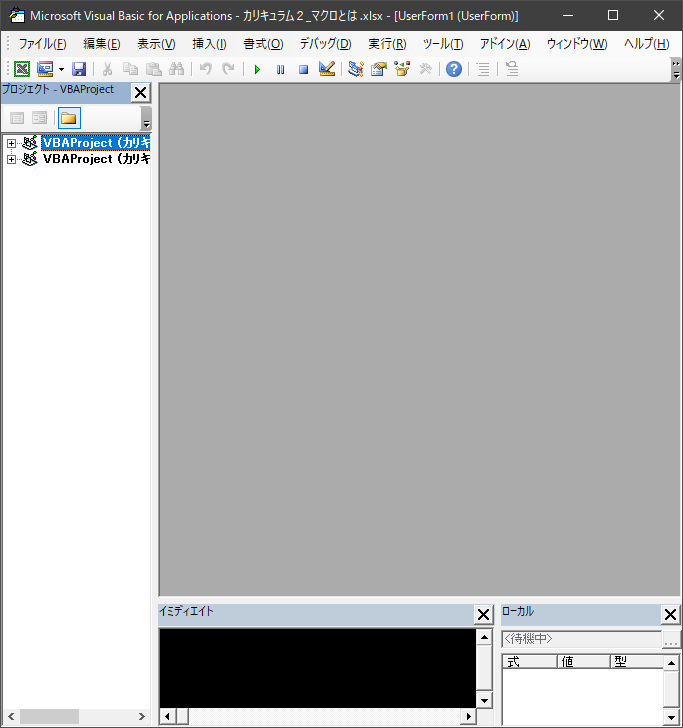 Microsoft Visual Basic for Applications - カリキュラム２_マクロとは.xlsx - [UserForm1 (UserForm)]
ファイル(F) 編集(E) 表示(V) 挿入(I) 書式(O) デバッグ(D) 実行(R) ツール(T) アドイン(A) ウィンドウ(W) ヘルプ(H)
プロジェクト - VBAProject
VBAProject (カリキ
VBAProject (カリキ
イミディエイト
ローカル
<待機中>
...
式 値 型